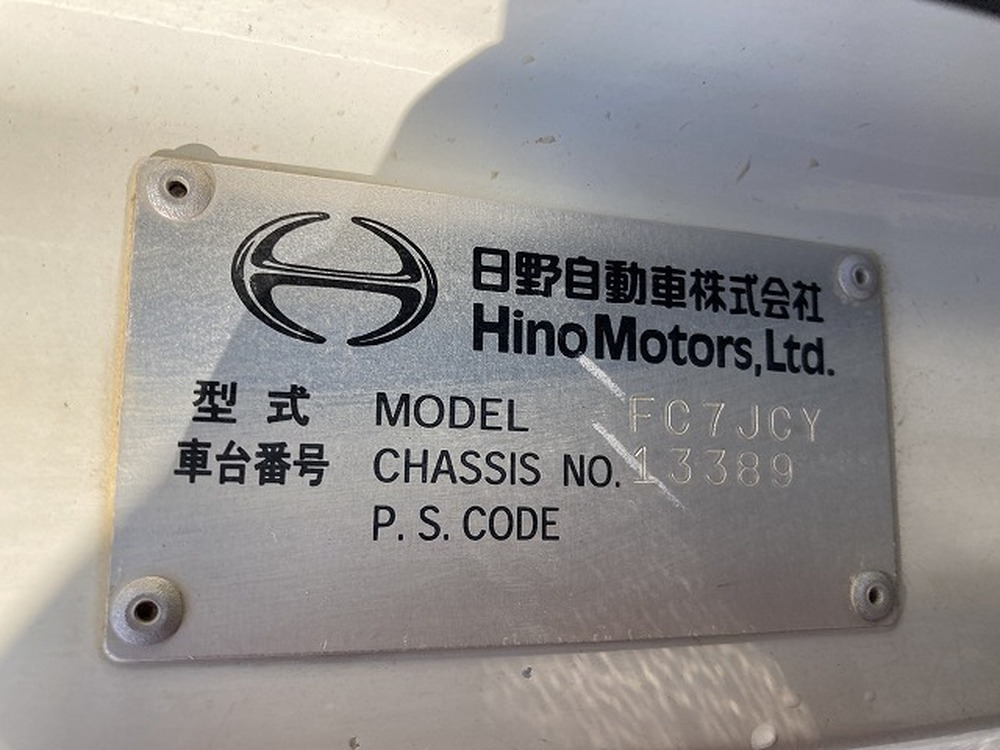 日野自動車株式会社
Hino Motors, Ltd.
型式 MODEL FC7JCY
車台番号 CHASSIS NO. 13389
P. S. CODE